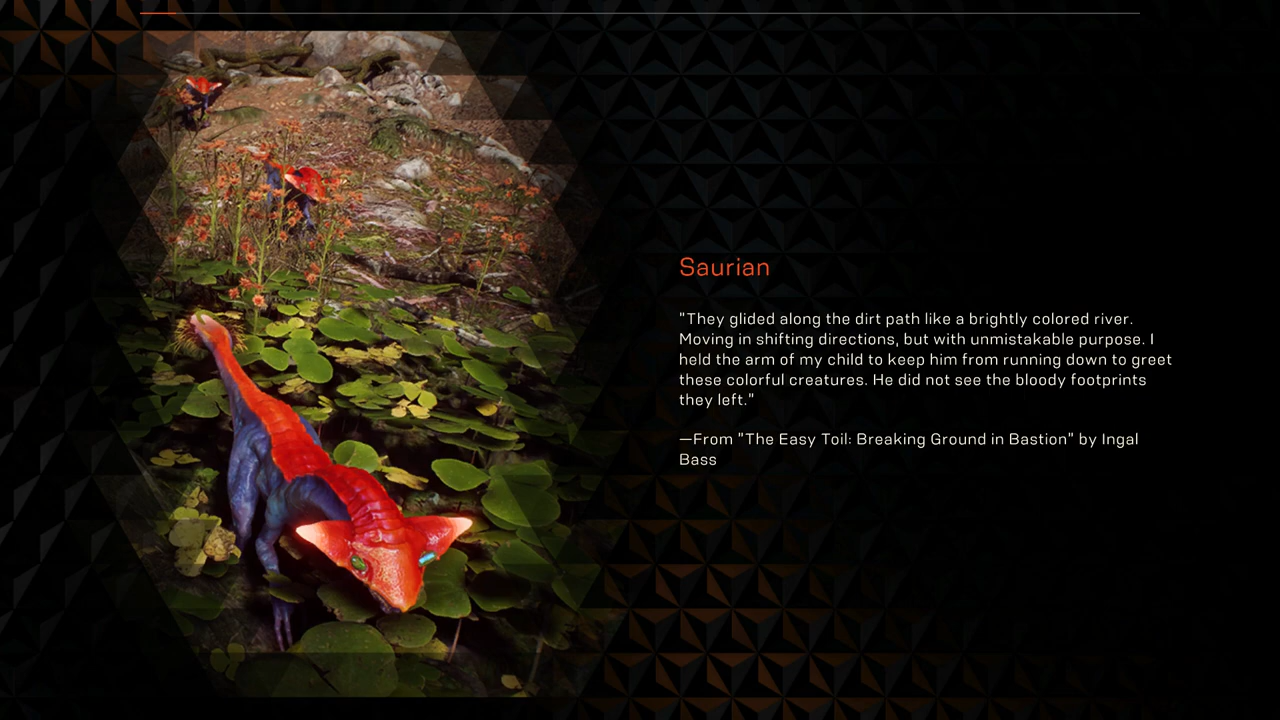 Saurian
"They glided along the dirt path like a brightly colored river.
Moving in shifting directions, but with unmistakable purpose. I
held the arm of my child to keep him from running down to greet
these colorful creatures. He did not see the bloody footprints
they left."
—From "The Easy Toil: Breaking Ground in Bastion" by Ingal
Bass